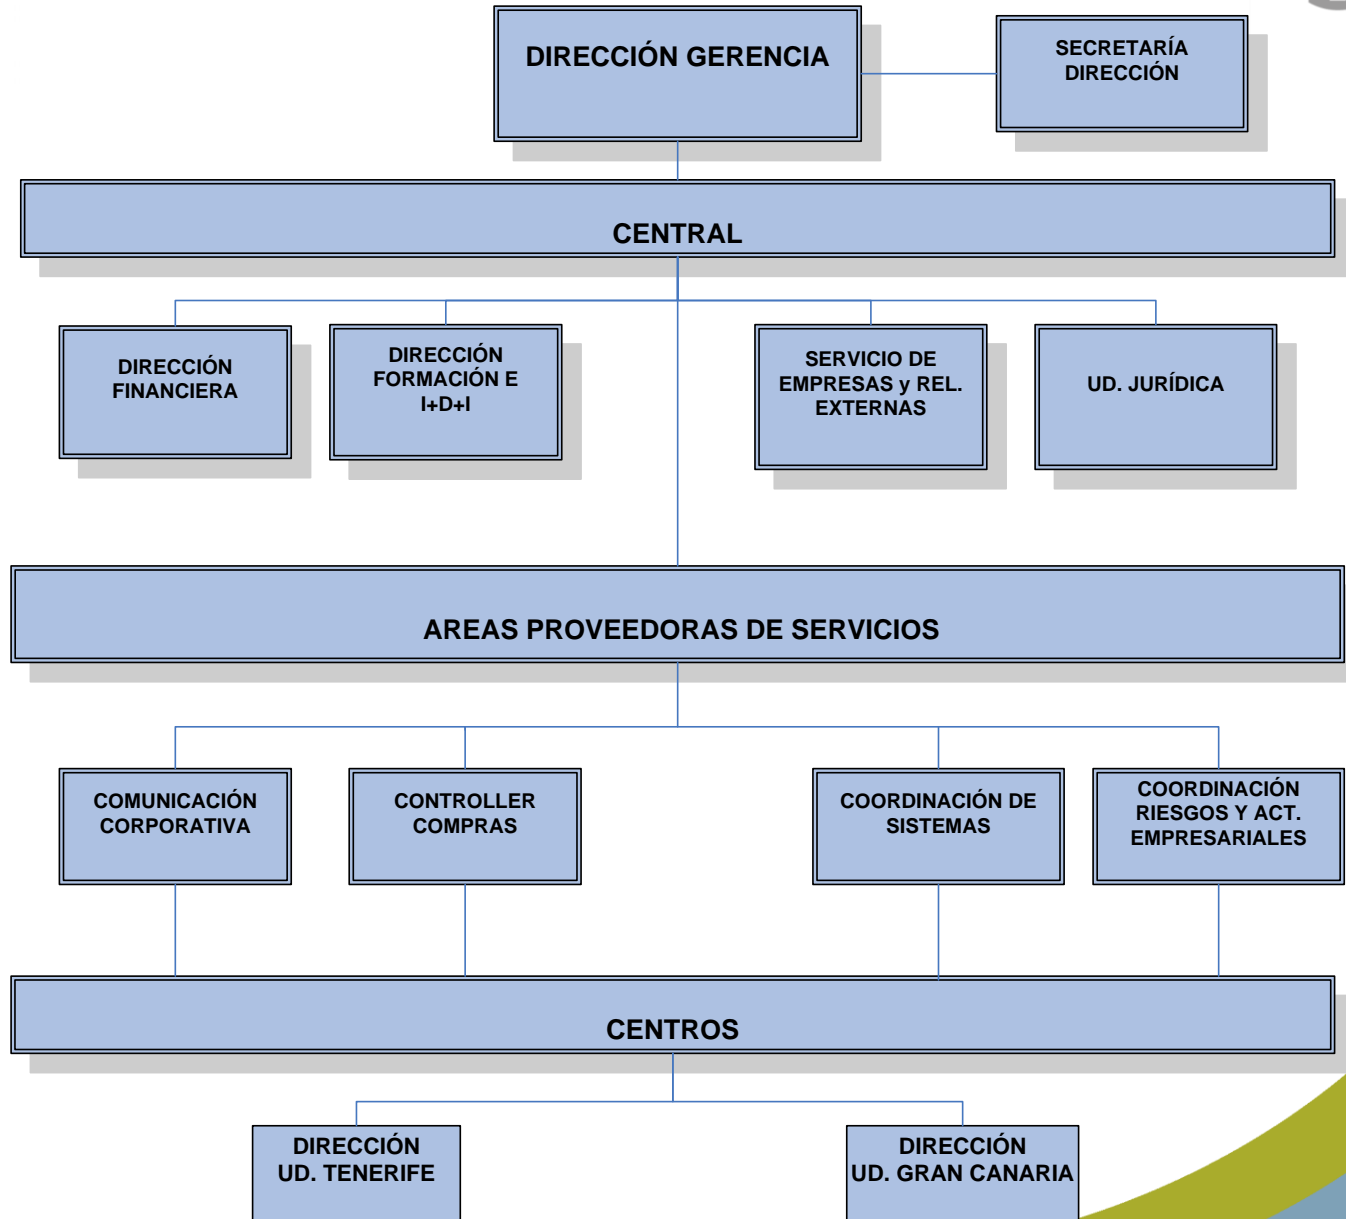 DIRECCIÓN GERENCIA
SECRETARÍA
DIRECCIÓN
CENTRAL
DIRECCIÓN
FINANCIERA
DIRECCIÓN
FORMACIÓN E
I+D+I
SERVICIO DE
EMPRESAS y REL.
EXTERNAS
UD. JURÍDICA
AREAS PROVEEDORAS DE SERVICIOS
COMUNICACIÓN
CORPORATIVA
CONTROLLER
COMPRAS
COORDINACIÓN DE
SISTEMAS
COORDINACIÓN
RIESGOS Y ACT.
EMPRESARIALES
CENTROS
DIRECCIÓN
UD. TENERIFE
DIRECCIÓN
UD. GRAN CANARIA